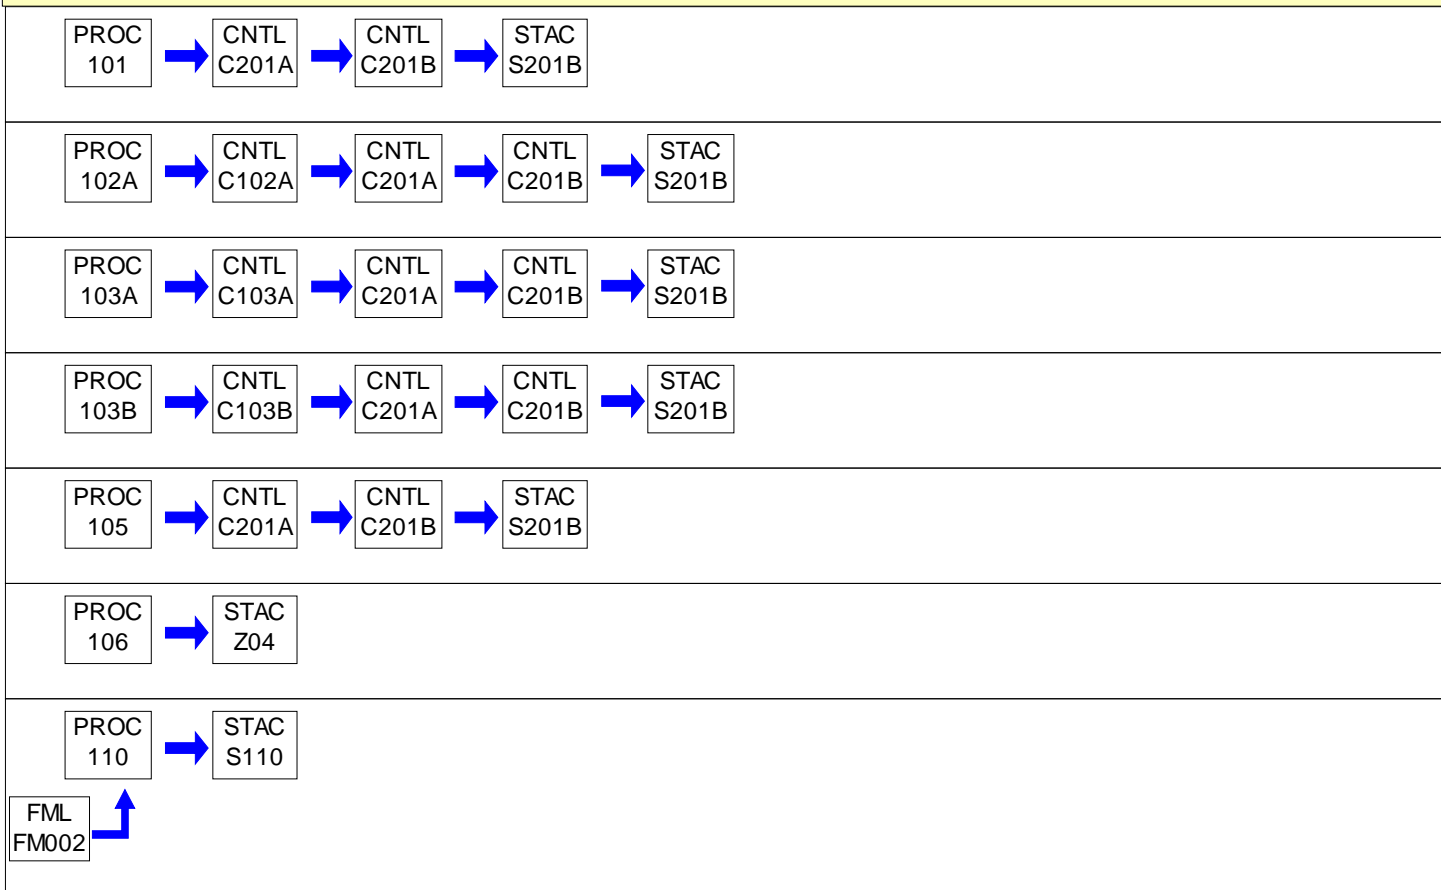 PROC
101
CNTL
C201A
CNTL
C201B
STAC
S201B
PROC
102A
CNTL
C102A
CNTL
C201A
CNTL
C201B
STAC
S201B
PROC
103A
CNTL
C103A
CNTL
C201A
CNTL
C201B
STAC
S201B
PROC
103B
CNTL
C103B
CNTL
C201A
CNTL
C201B
STAC
S201B
PROC
105
CNTL
C201A
CNTL
C201B
STAC
S201B
PROC
106
STAC
Z04
PROC
110
STAC
S110
FML
FM002